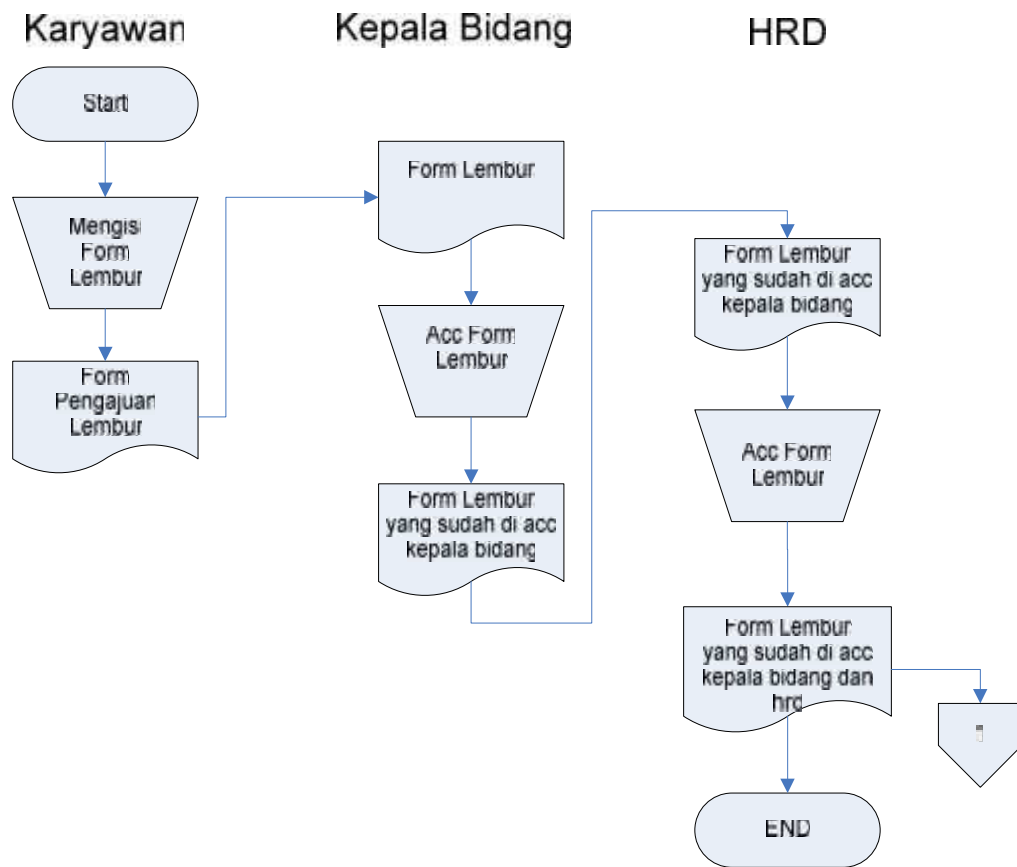 Karyawan
Kepala Bidang
HRD
Start
Mengisi
Form
Lembur
Form
Pengajuan
Lembur
Form Lembur
Acc Form
Lembur
Form Lembur
yang sudah di acc
kepala bidang
Form Lembur
yang sudah di acc
kepala bidang
Acc Form
Lembur
Form Lembur
yang sudah di acc
kepala bidang dan
hrd
END